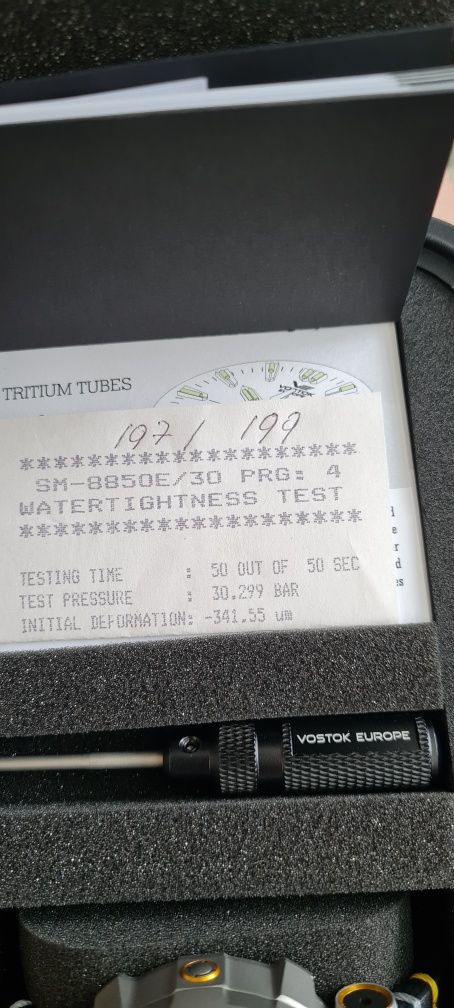 TRITIUM TUBES
VOSTOK
197/ 199
********************
SM-8850E/30 PRG: 4
WATERTIGHTNESS TEST
********************
TESTING TIME : 50 OUT OF 50 SEC
TEST PRESSURE : 30.299 BAR
INITIAL DEFORMATION: -341.55 um
VOSTOK EUROPE